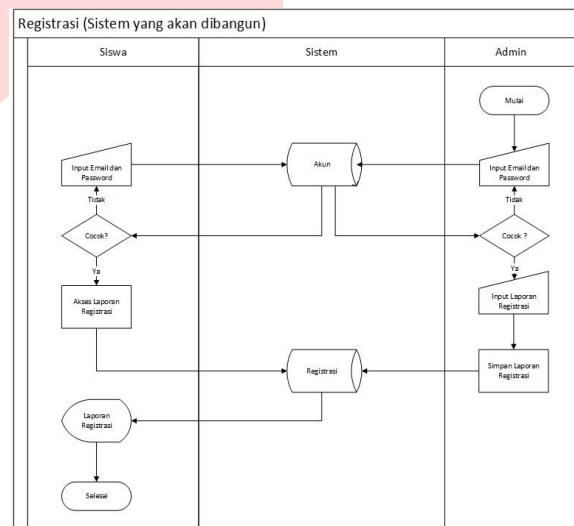 Registrasi (Sistem yang akan dibangun)
Siswa
Sistem
Admin
Mulai
Input Email dan
Password
Akun
Input Email dan
Password
Tidak
Tidak
Cocok?
Cocok ?
Ya
Ya
Akses Laporan
Registrasi
Input Laporan
Registrasi
Registrasi
Simpan Laporan
Registrasi
Laporan
Registrasi
Selesai